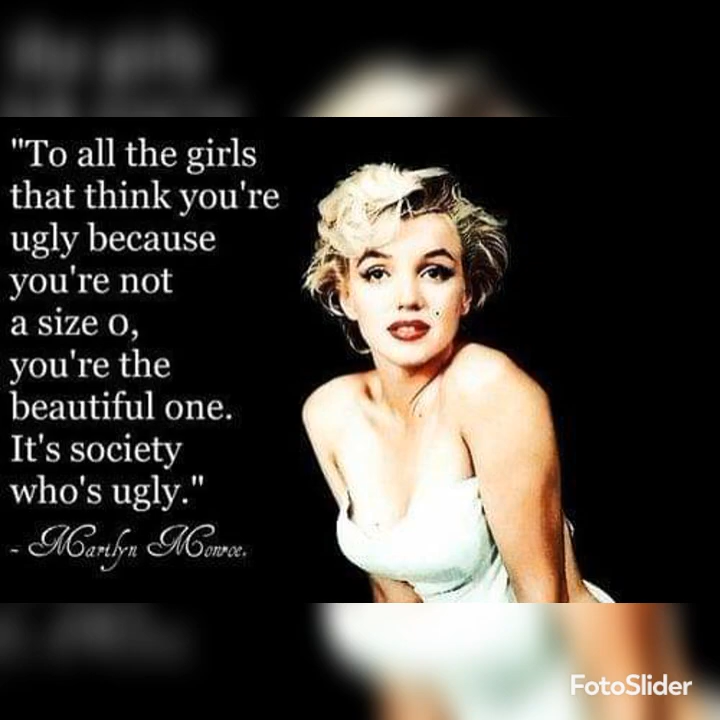 "To all the girls
that think you're
ugly because
you're not
a size 0,
you're the
beautiful one.
It's society
who's ugly."
- Marilyn Monroe.
FotoSlider